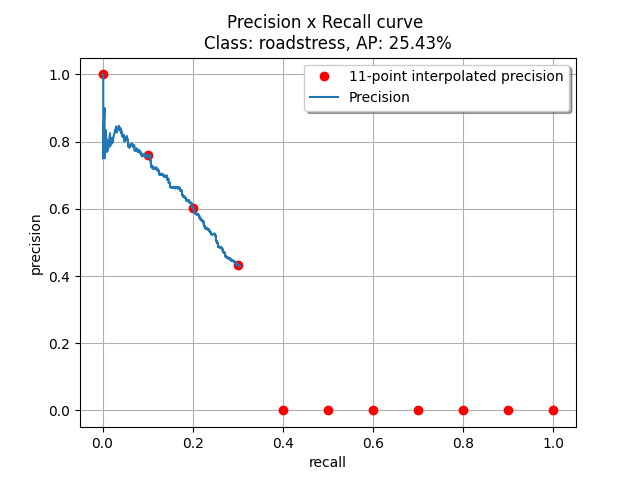 Precision x Recall curve
Class: roadstress, AP: 25.43%
11-point interpolated precision
Precision
precision
1.0
0.8
0.6
0.4
0.2
0.0
0.0 0.2 0.4 0.6 0.8 1.0
recall